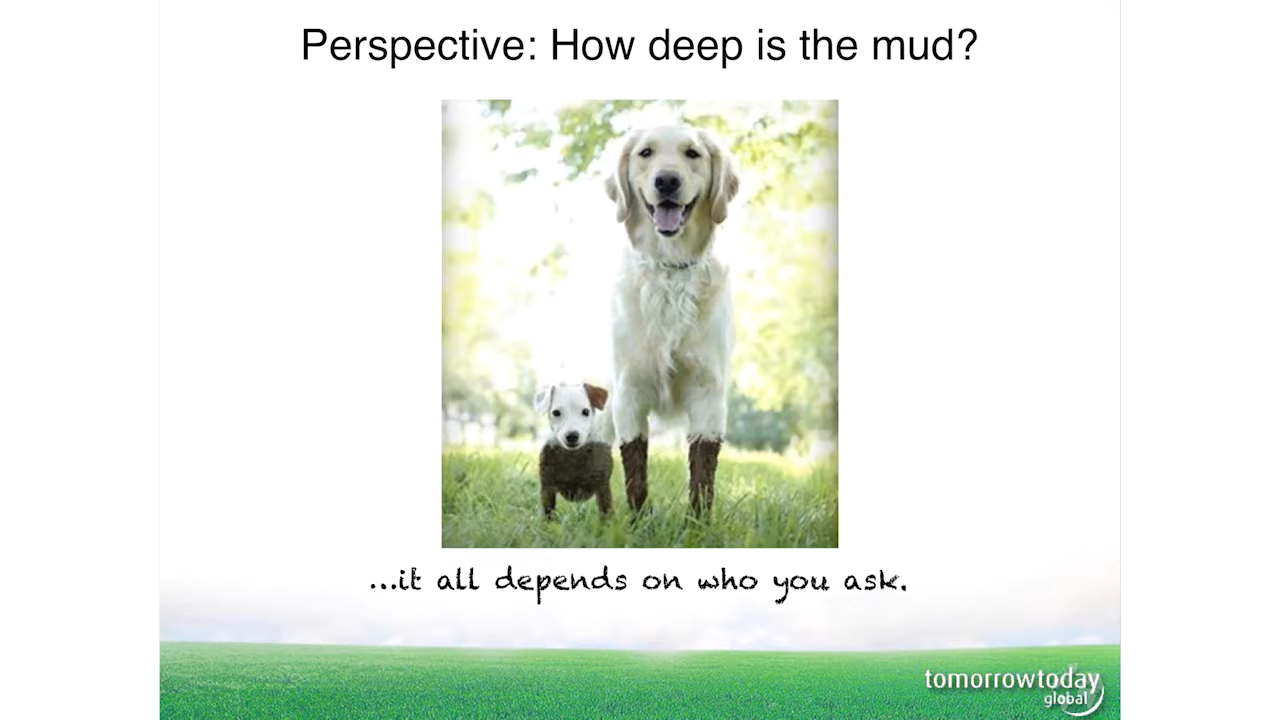 Perspective: How deep is the mud?
...it all depends on who you ask.
tomorrowtoday
global